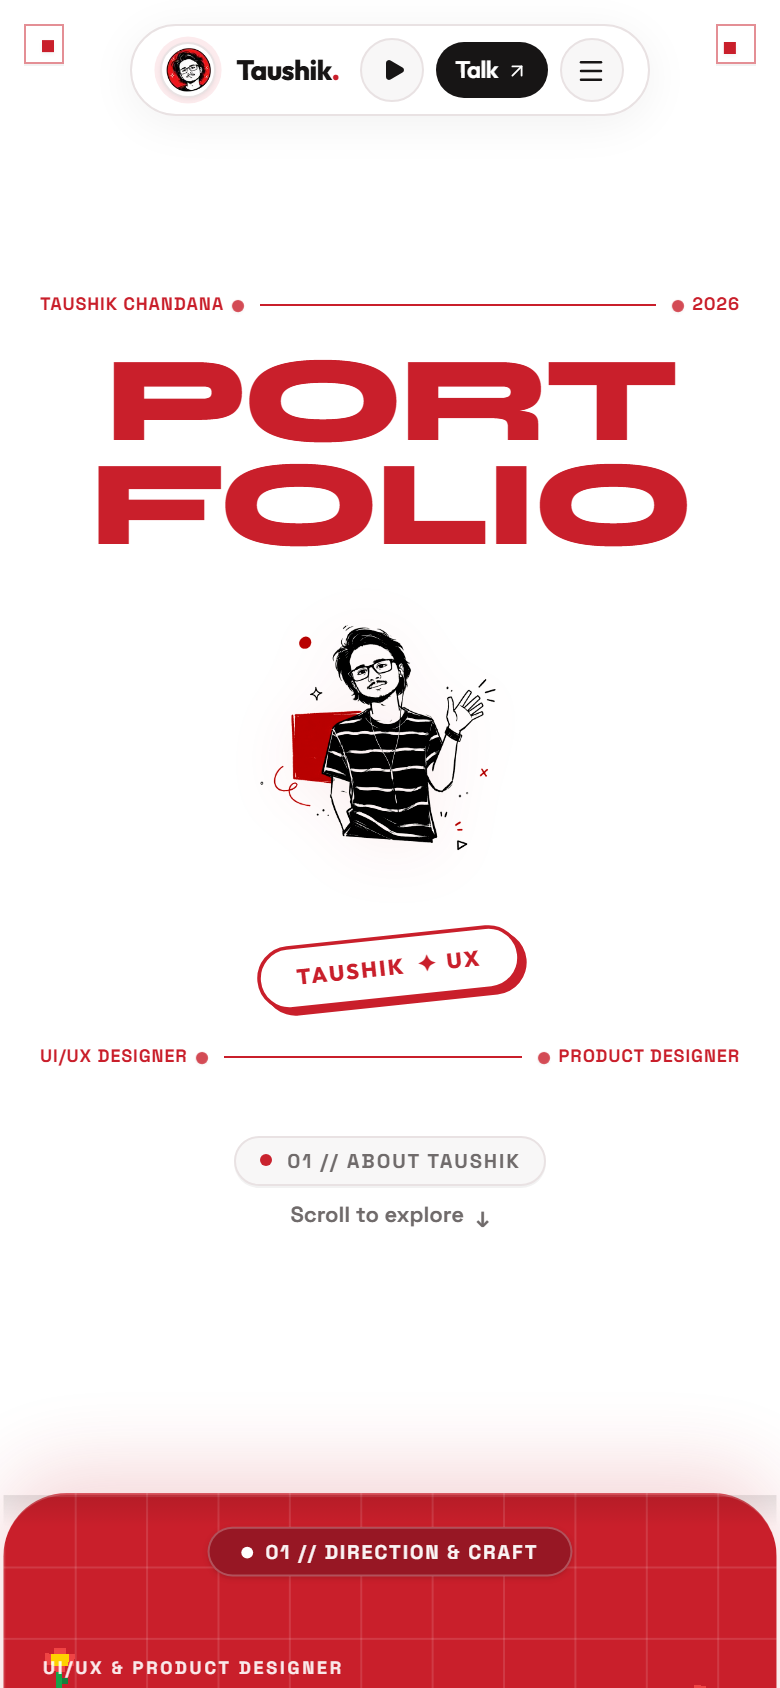 Taushik.
Talk ↗
TAUSHIK CHANDANA
2026
PORT
FOLIO
TAUSHIK ✦ UX
UI/UX DESIGNER
PRODUCT DESIGNER
01 // ABOUT TAUSHIK
Scroll to explore ↓
01 // DIRECTION & CRAFT
UI/UX & PRODUCT DESIGNER